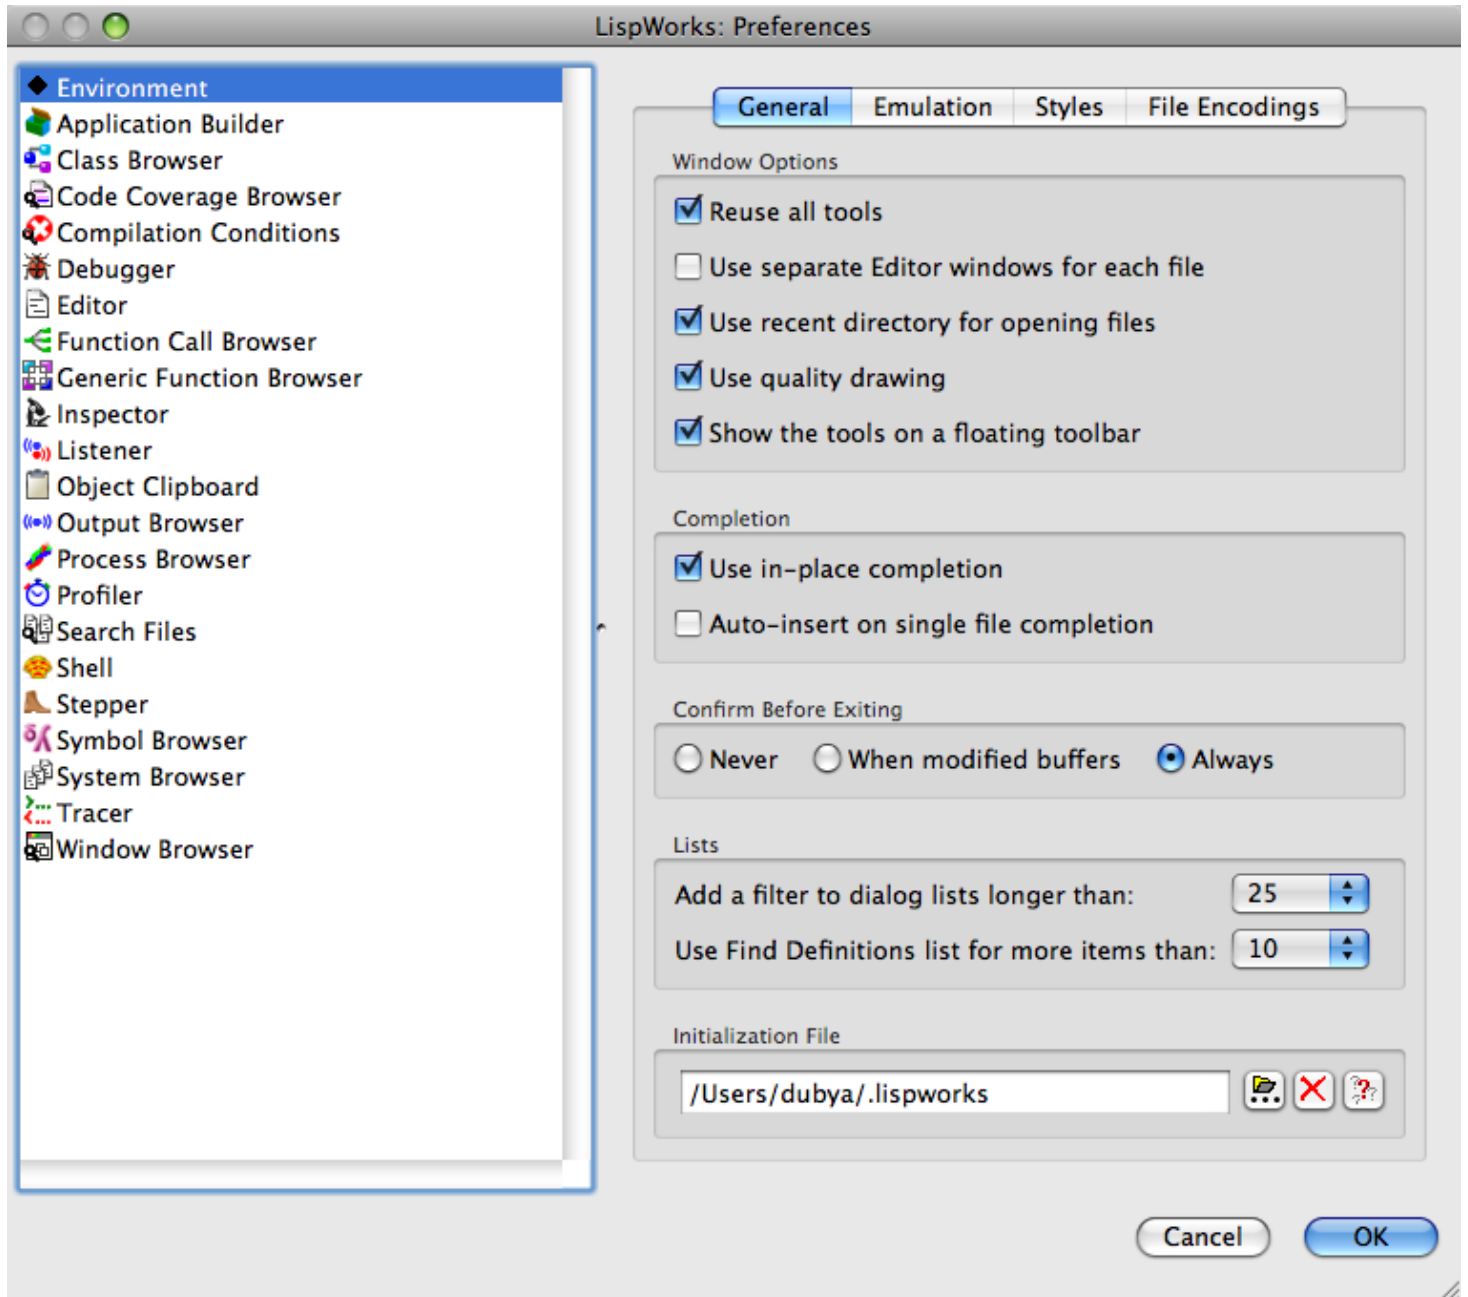 LispWorks: Preferences
Environment
Application Builder
Class Browser
Code Coverage Browser
Compilation Conditions
Debugger
Editor
Function Call Browser
Generic Function Browser
Inspector
Listener
Object Clipboard
Output Browser
Process Browser
Profiler
Search Files
Shell
Stepper
Symbol Browser
System Browser
Tracer
Window Browser
General Emulation Styles File Encodings
Window Options
Reuse all tools
Use separate Editor windows for each file
Use recent directory for opening files
Use quality drawing
Show the tools on a floating toolbar
Completion
Use in-place completion
Auto-insert on single file completion
Confirm Before Exiting
Never When modified buffers Always
Lists
Add a filter to dialog lists longer than: 25
Use Find Definitions list for more items than: 10
Initialization File
/Users/dubya/.lispworks
Cancel OK